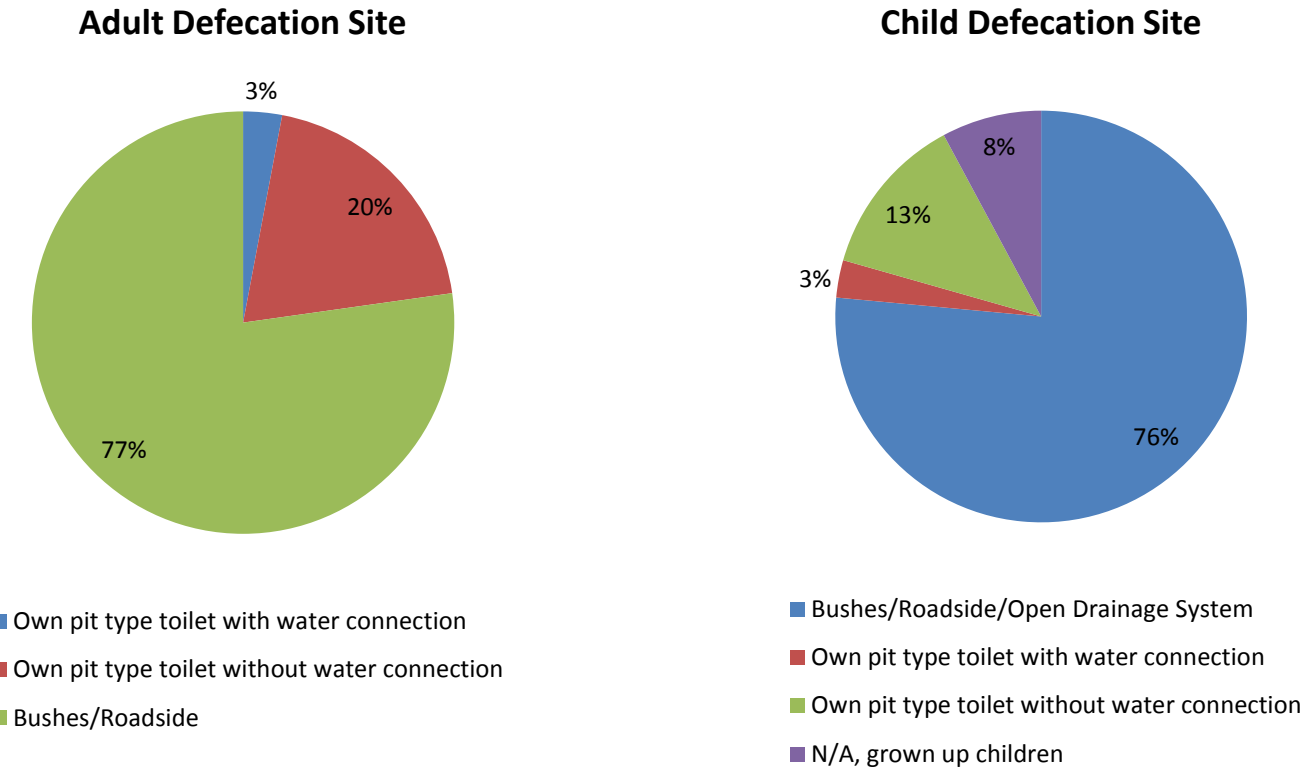 Adult Defecation Site
3%
20%
77%
Own pit type toilet with water connection
Own pit type toilet without water connection
Bushes/Roadside
Child Defecation Site
8%
13%
3%
76%
Bushes/Roadside/Open Drainage System
Own pit type toilet with water connection
Own pit type toilet without water connection
N/A, grown up children